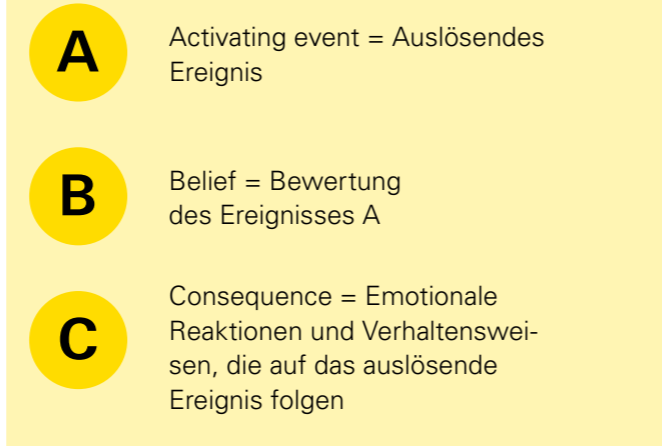 A
Activating event = Auslösendes
Ereignis
B
Belief = Bewertung
des Ereignisses A
C
Consequence = Emotionale
Reaktionen und Verhaltenswei-
sen, die auf das auslösende
Ereignis folgen